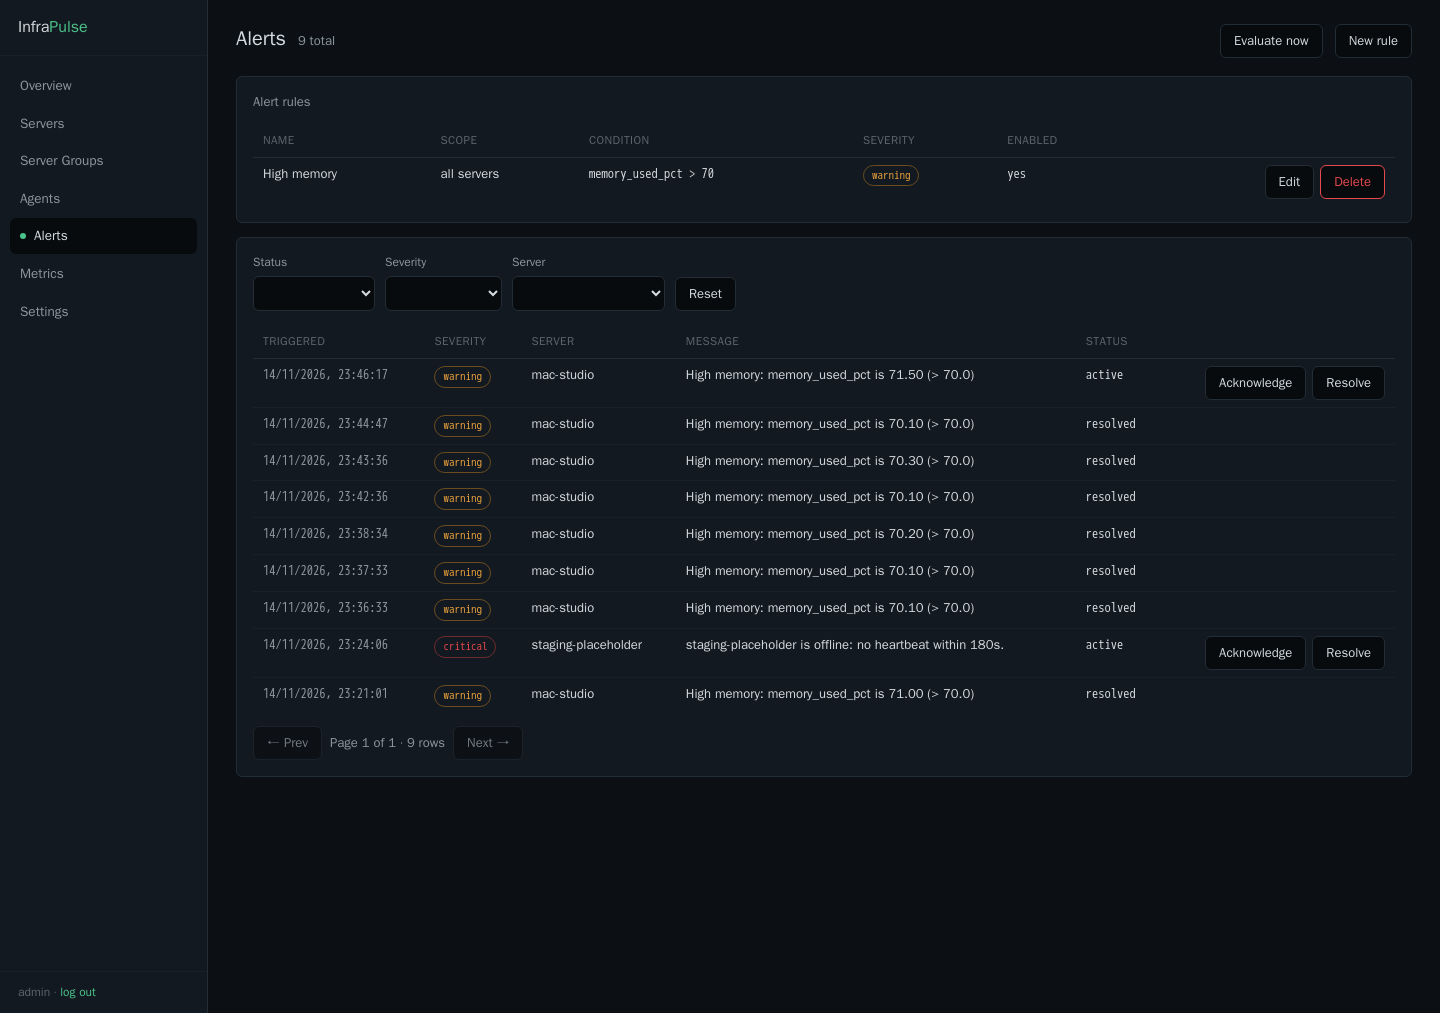 InfraPulse
Overview
Servers
Server Groups
Agents
Alerts
Metrics
Settings
admin · log out
Alerts 9 total
Evaluate now New rule
Alert rules
NAME SCOPE CONDITION SEVERITY ENABLED
High memory all servers memory_used_pct > 70 warning yes Edit Delete
Status Severity Server
Reset
TRIGGERED SEVERITY SERVER MESSAGE STATUS
14/11/2026, 23:46:17 warning mac-studio High memory: memory_used_pct is 71.50 (> 70.0) active Acknowledge Resolve
14/11/2026, 23:44:47 warning mac-studio High memory: memory_used_pct is 70.10 (> 70.0) resolved
14/11/2026, 23:43:36 warning mac-studio High memory: memory_used_pct is 70.30 (> 70.0) resolved
14/11/2026, 23:42:36 warning mac-studio High memory: memory_used_pct is 70.10 (> 70.0) resolved
14/11/2026, 23:38:34 warning mac-studio High memory: memory_used_pct is 70.20 (> 70.0) resolved
14/11/2026, 23:37:33 warning mac-studio High memory: memory_used_pct is 70.10 (> 70.0) resolved
14/11/2026, 23:36:33 warning mac-studio High memory: memory_used_pct is 70.10 (> 70.0) resolved
14/11/2026, 23:24:06 critical staging-placeholder staging-placeholder is offline: no heartbeat within 180s. active Acknowledge Resolve
14/11/2026, 23:21:01 warning mac-studio High memory: memory_used_pct is 71.00 (> 70.0) resolved
← Prev Page 1 of 1 · 9 rows Next →